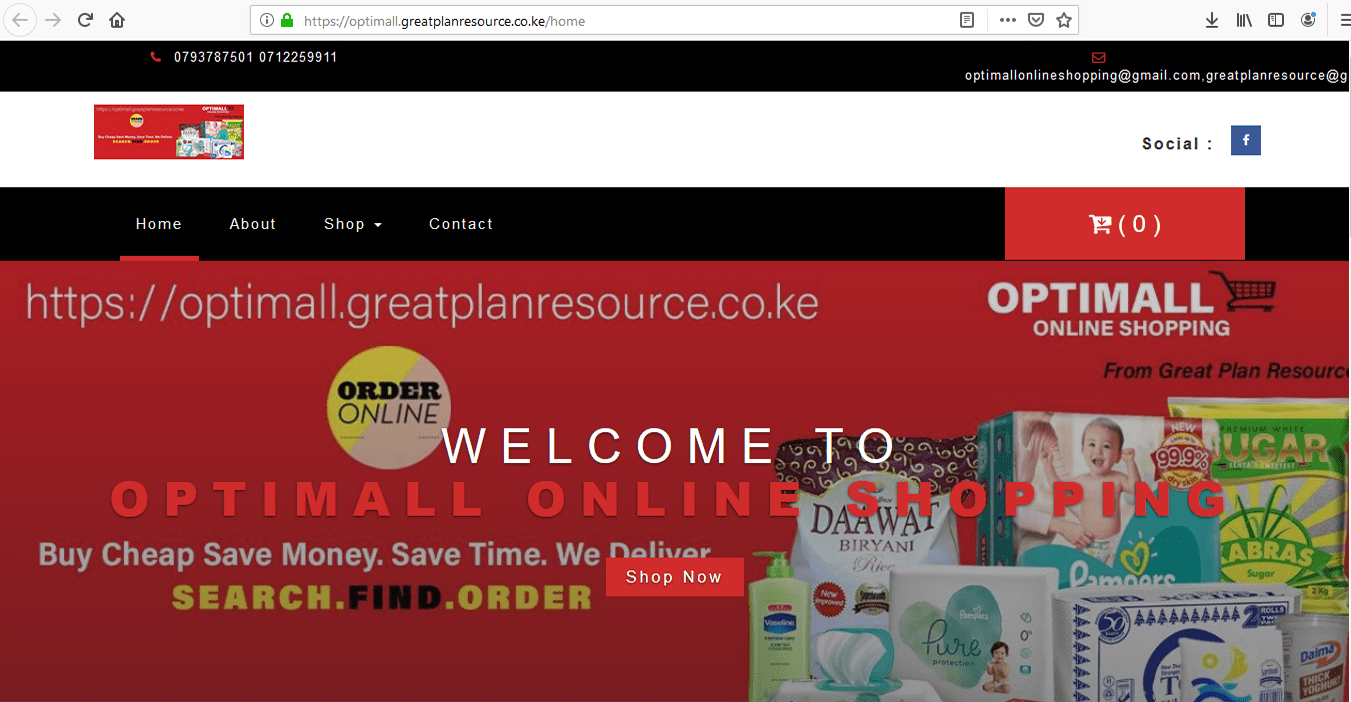 https://optimall.greatplanresource.co.ke/home
0793787501 0712259911
optimallonlineshopping@gmail.com,greatplanresource@g
https://optimall.greatplanresource.co.ke
OPTIMALL
Buy Cheap Save Money. Save Time. We Deliver
SEARCH.FIND.ORDER
Social :
f
Home
About
Shop
Contact
( 0 )
https://optimall.greatplanresource.co.ke
OPTIMALL
ONLINE SHOPPING
From Great Plan Resource
ORDER
ONLINE
WELCOME TO
OPTIMALL ONLINE SHOPPING
Buy Cheap Save Money. Save Time. We Deliver
SEARCH.FIND.ORDER
Shop Now
DAAWAT
BIRYANI
Rice
New
Improved
Vaseline
Pampers
pure
protection
0%
NEW
99.9%
dry skin
Pampers
PREMIUM WHITE
SUGAR
KABRAS
Sugar
2 Kg
50
2 ROLLS
Daima
THICK
YOGHURT